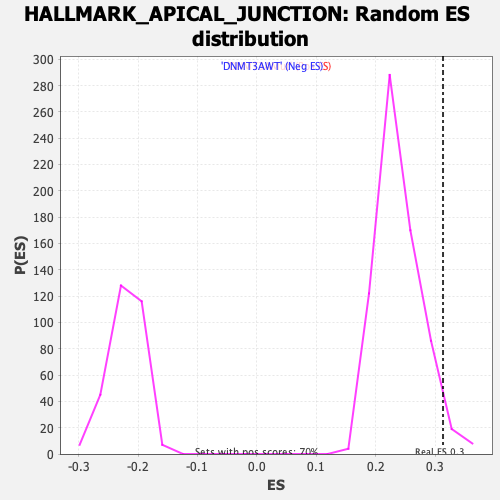 HALLMARK_APICAL_JUNCTION: Random ES
distribution
'DNMT3AWT' (Neg ES)S)
300
280
260
240
220
200
180
160
140
120
100
80
60
40
20
0
P(ES)
Sets with pos scores: 70%
Real ES 0.3
-0.3 -0.2 -0.1 0.0 0.1 0.2 0.3
ES